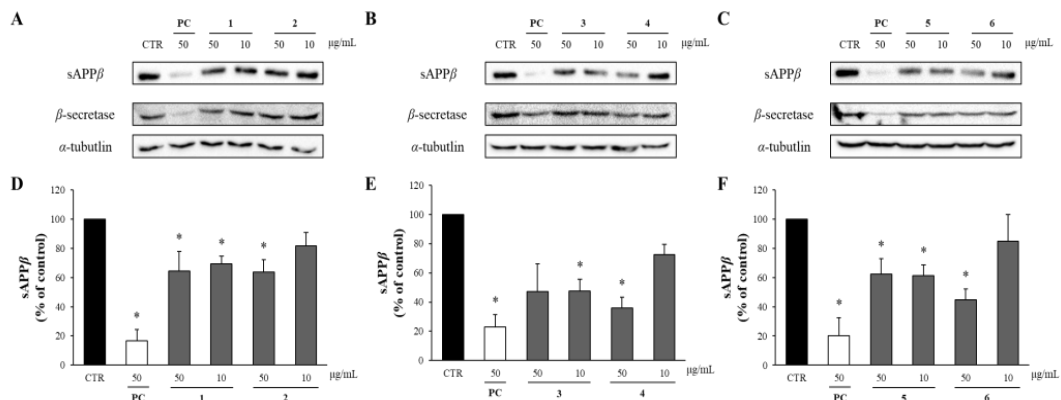 A
PC 1 2
CTR 50 50 10 50 10 μg/mL
sAPPβ
β-secretase
α-tubutlin
B
PC 3 4
CTR 50 50 10 50 10 μg/mL
sAPPβ
β-secretase
α-tubutlin
C
PC 5 6
CTR 50 50 10 50 10 μg/mL
sAPPβ
β-secretase
α-tubutlin
D
sAPPβ
(% of control)
120
100
80
60
40
20
0
* * * *
CTR 50 50 10 50 10 μg/mL
PC 1 2
E
sAPPβ
(% of control)
120
100
80
60
40
20
0
* * *
CTR 50 50 10 50 10 μg/mL
PC 3 4
F
sAPPβ
(% of control)
120
100
80
60
40
20
0
* * * *
CTR 50 50 10 50 10 μg/mL
PC 5 6